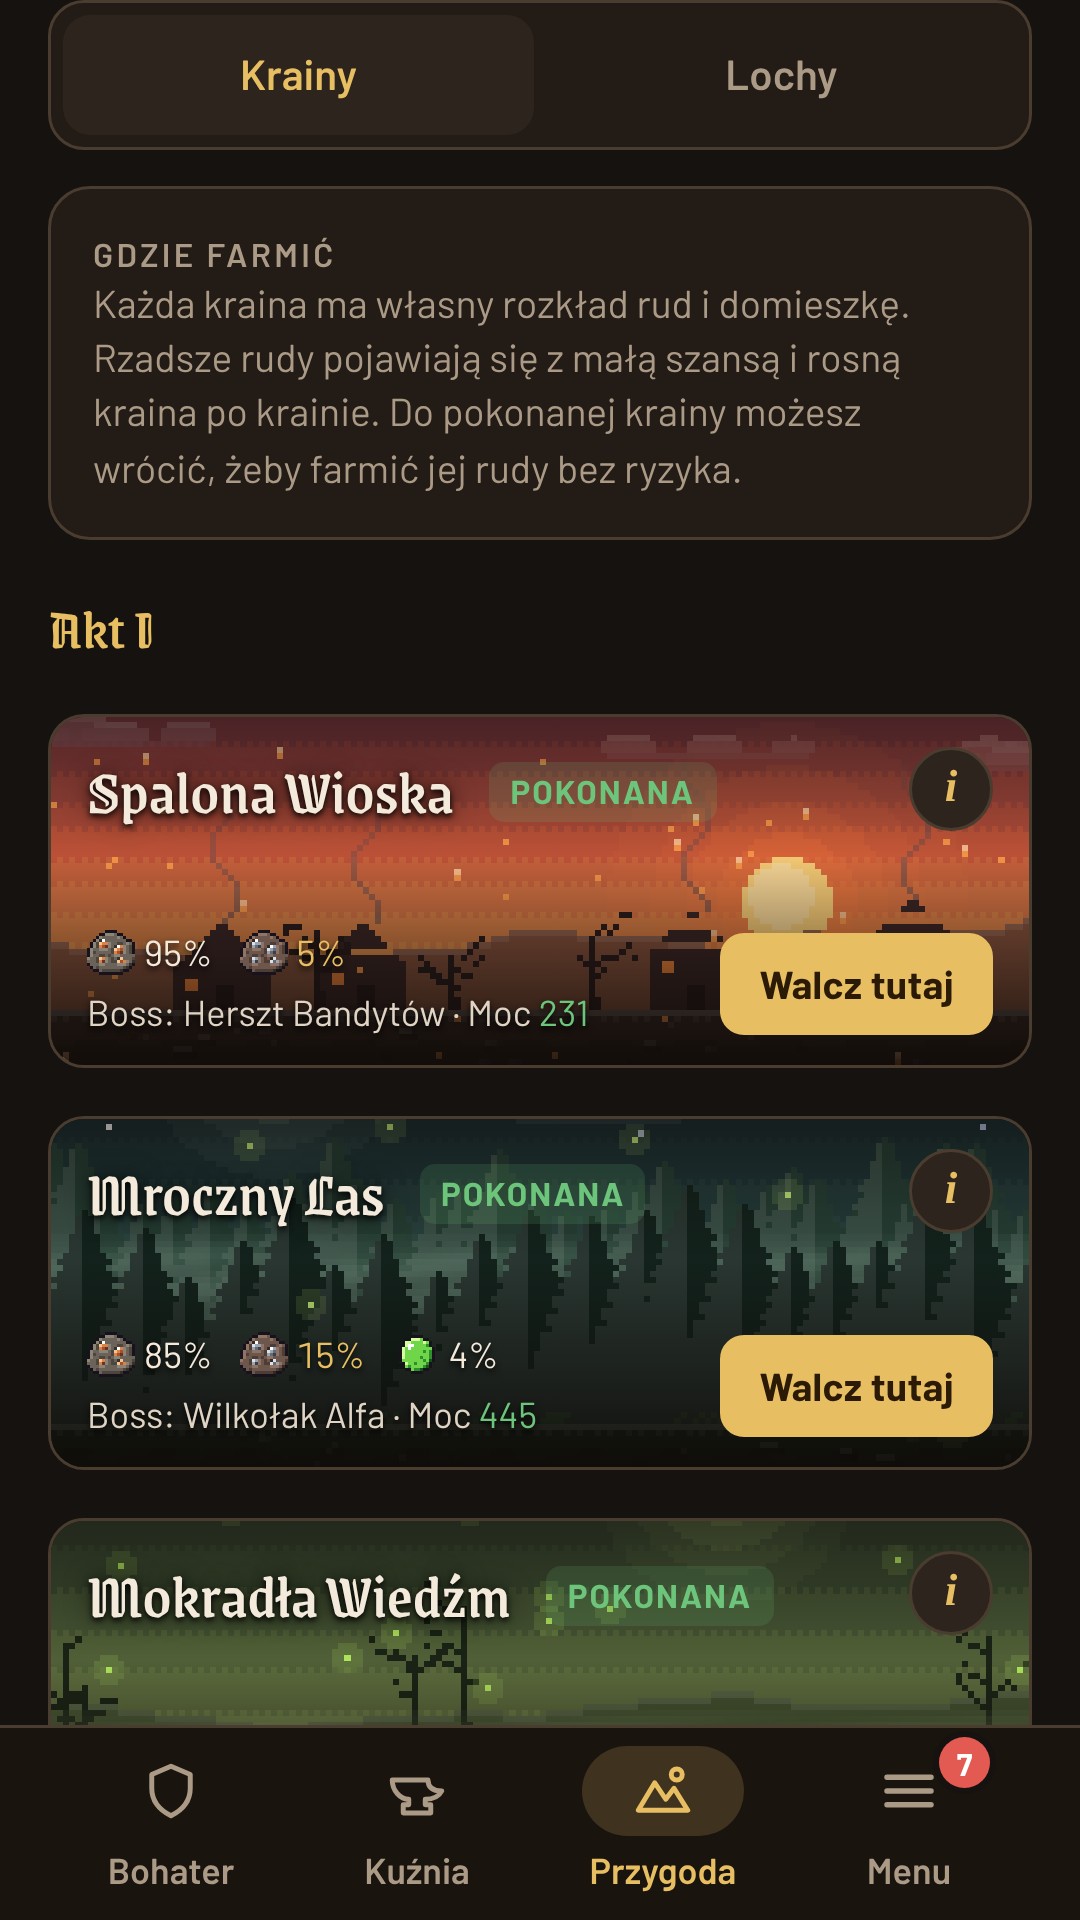 Krainy Lochy
GDZIE FARMIĆ
Każda kraina ma własny rozkład rud i domieszkę.
Rzadsze rudy pojawiają się z małą szansą i rosną
kraina po krainie. Do pokonanej krainy możesz
wrócić, żeby farmić jej rudy bez ryzyka.
Akt I
Spalona Wioska POKONANA i
95% 5%
Boss: Herszt Bandytów · Moc 231
Walcz tutaj
Mroczny Las POKONANA i
85% 15% 4%
Boss: Wilkołak Alfa · Moc 445
Walcz tutaj
Mokradła Wiedźm POKONANA i
7
Bohater Kuźnia Przygoda Menu